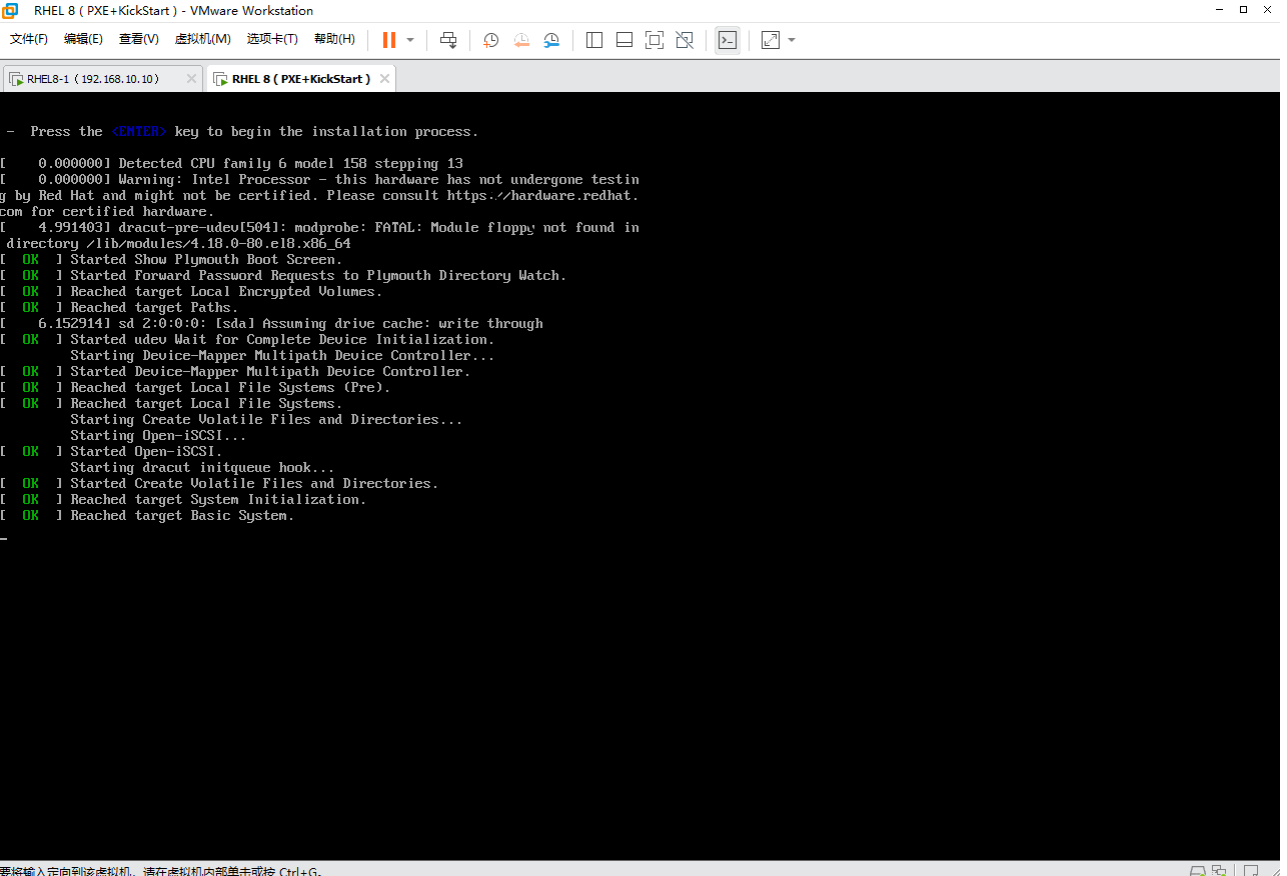 RHEL 8 ( PXE+KickStart ) - VMware Workstation
文件(F) 编辑(E) 查看(V) 虚拟机(M) 选项卡(T) 帮助(H)
RHEL8-1 ( 192.168.10.10) RHEL 8 ( PXE+KickStart )
- Press the <ENTER> key to begin the installation process.
[    0.000000] Detected CPU family 6 model 158 stepping 13
[    0.000000] Warning: Intel Processor - this hardware has not undergone testin
g by Red Hat and might not be certified. Please consult https://hardware.redhat.
com for certified hardware.
[    4.991403] dracut-pre-udev[504]: modprobe: FATAL: Module floppy not found in
directory /lib/modules/4.18.0-80.el8.x86_64
[  OK  ] Started Show Plymouth Boot Screen.
[  OK  ] Started Forward Password Requests to Plymouth Directory Watch.
[  OK  ] Reached target Local Encrypted Volumes.
[  OK  ] Reached target Paths.
[    6.152914] sd 2:0:0:0: [sda] Assuming drive cache: write through
[  OK  ] Started udev Wait for Complete Device Initialization.
Starting Device-Mapper Multipath Device Controller...
[  OK  ] Started Device-Mapper Multipath Device Controller.
[  OK  ] Reached target Local File Systems (Pre).
[  OK  ] Reached target Local File Systems.
Starting Create Volatile Files and Directories...
Starting Open-iSCSI...
[  OK  ] Started Open-iSCSI.
Starting dracut initqueue hook...
[  OK  ] Started Create Volatile Files and Directories.
[  OK  ] Reached target System Initialization.
[  OK  ] Reached target Basic System.
要将输入定向到该虚拟机，请在虚拟机内部单击或按 Ctrl+G。